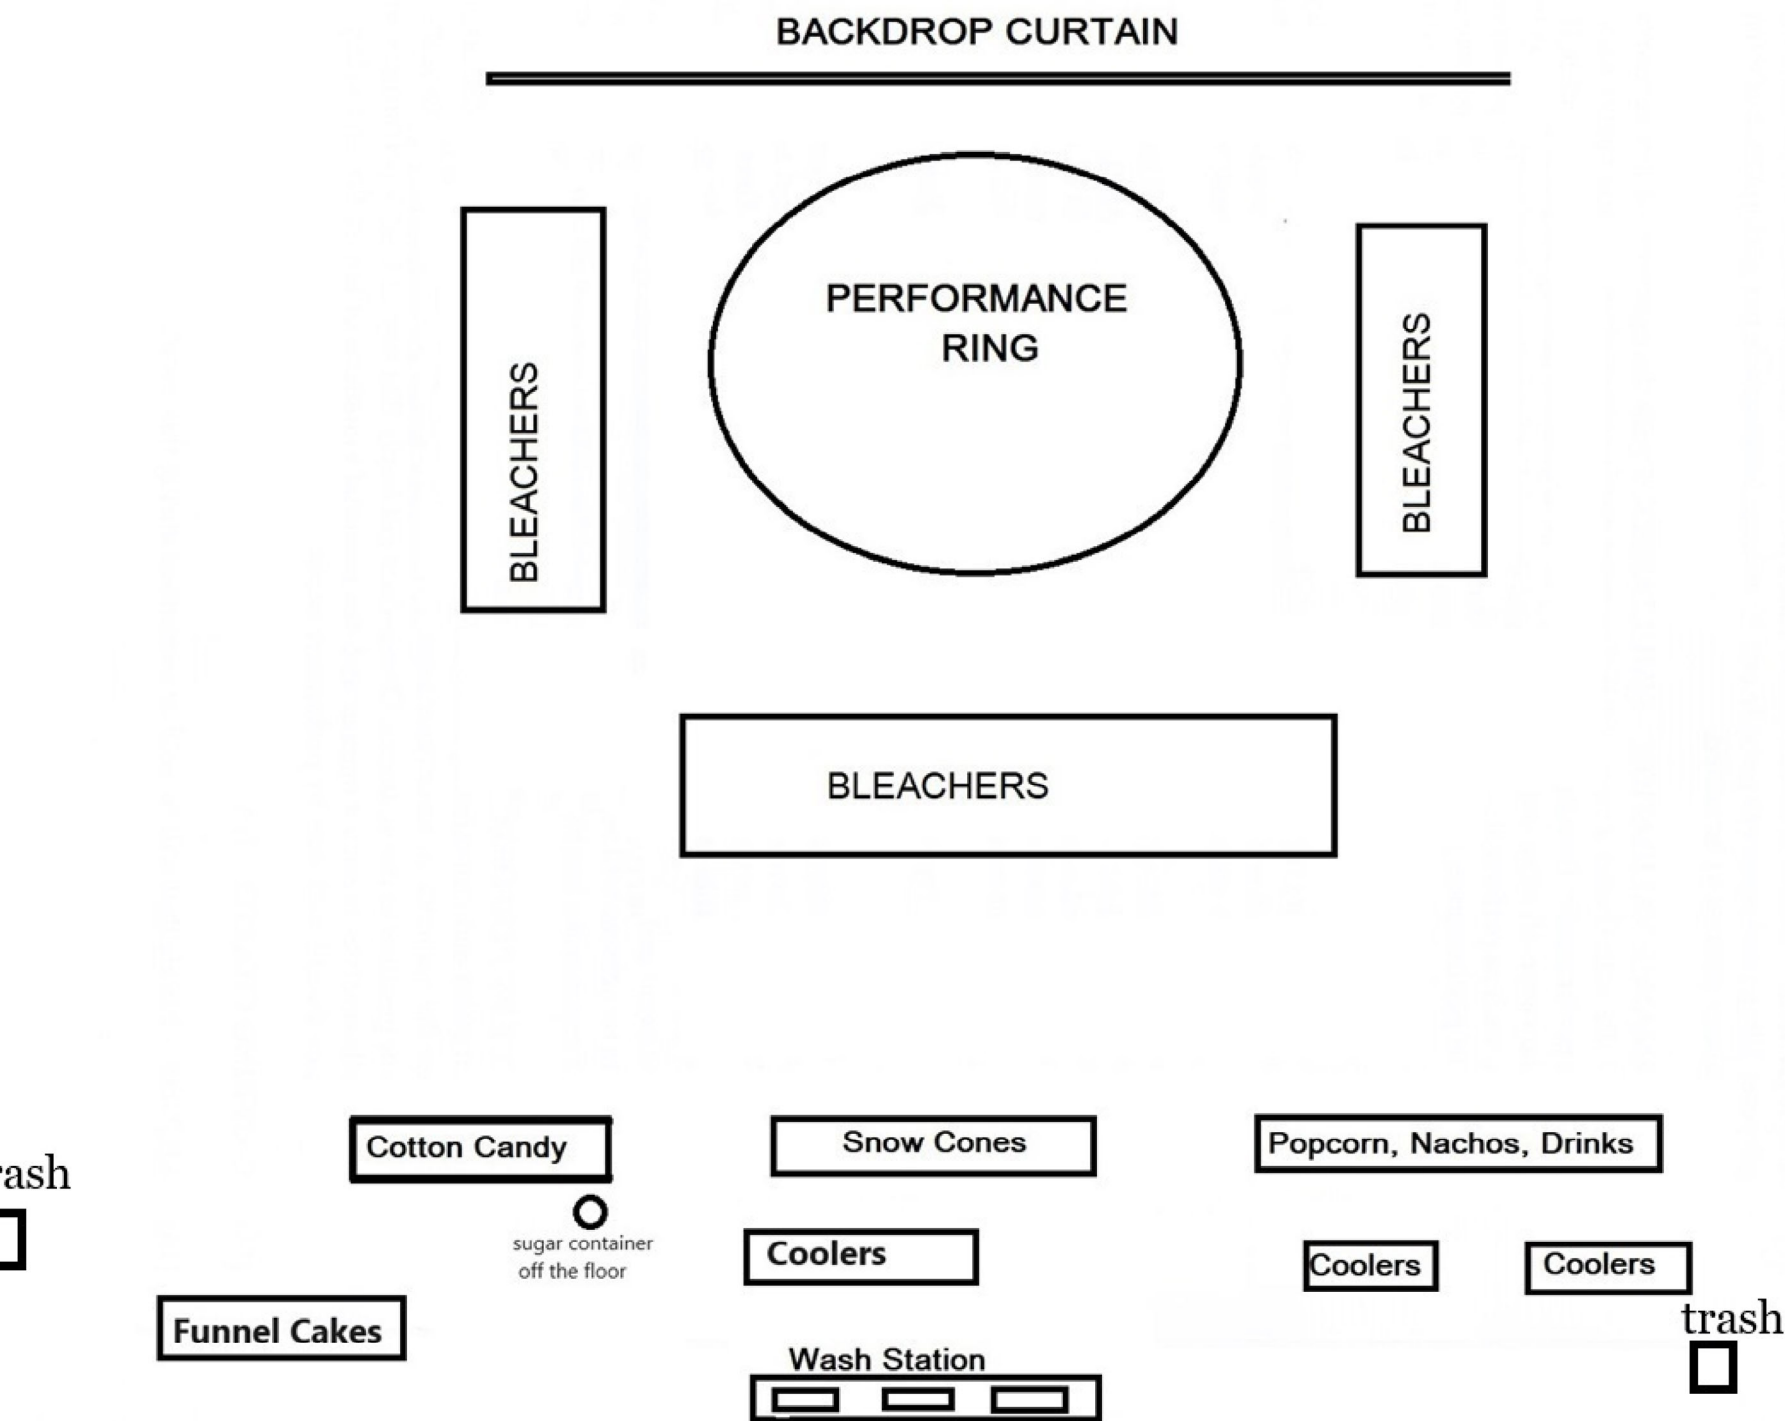 BACKDROP CURTAIN
PERFORMANCE
RING
BLEACHERS
BLEACHERS
BLEACHERS
Cotton Candy
Snow Cones
Popcorn, Nachos, Drinks
rash
sugar container
off the floor
Coolers
Coolers
Coolers
Funnel Cakes
trash
Wash Station